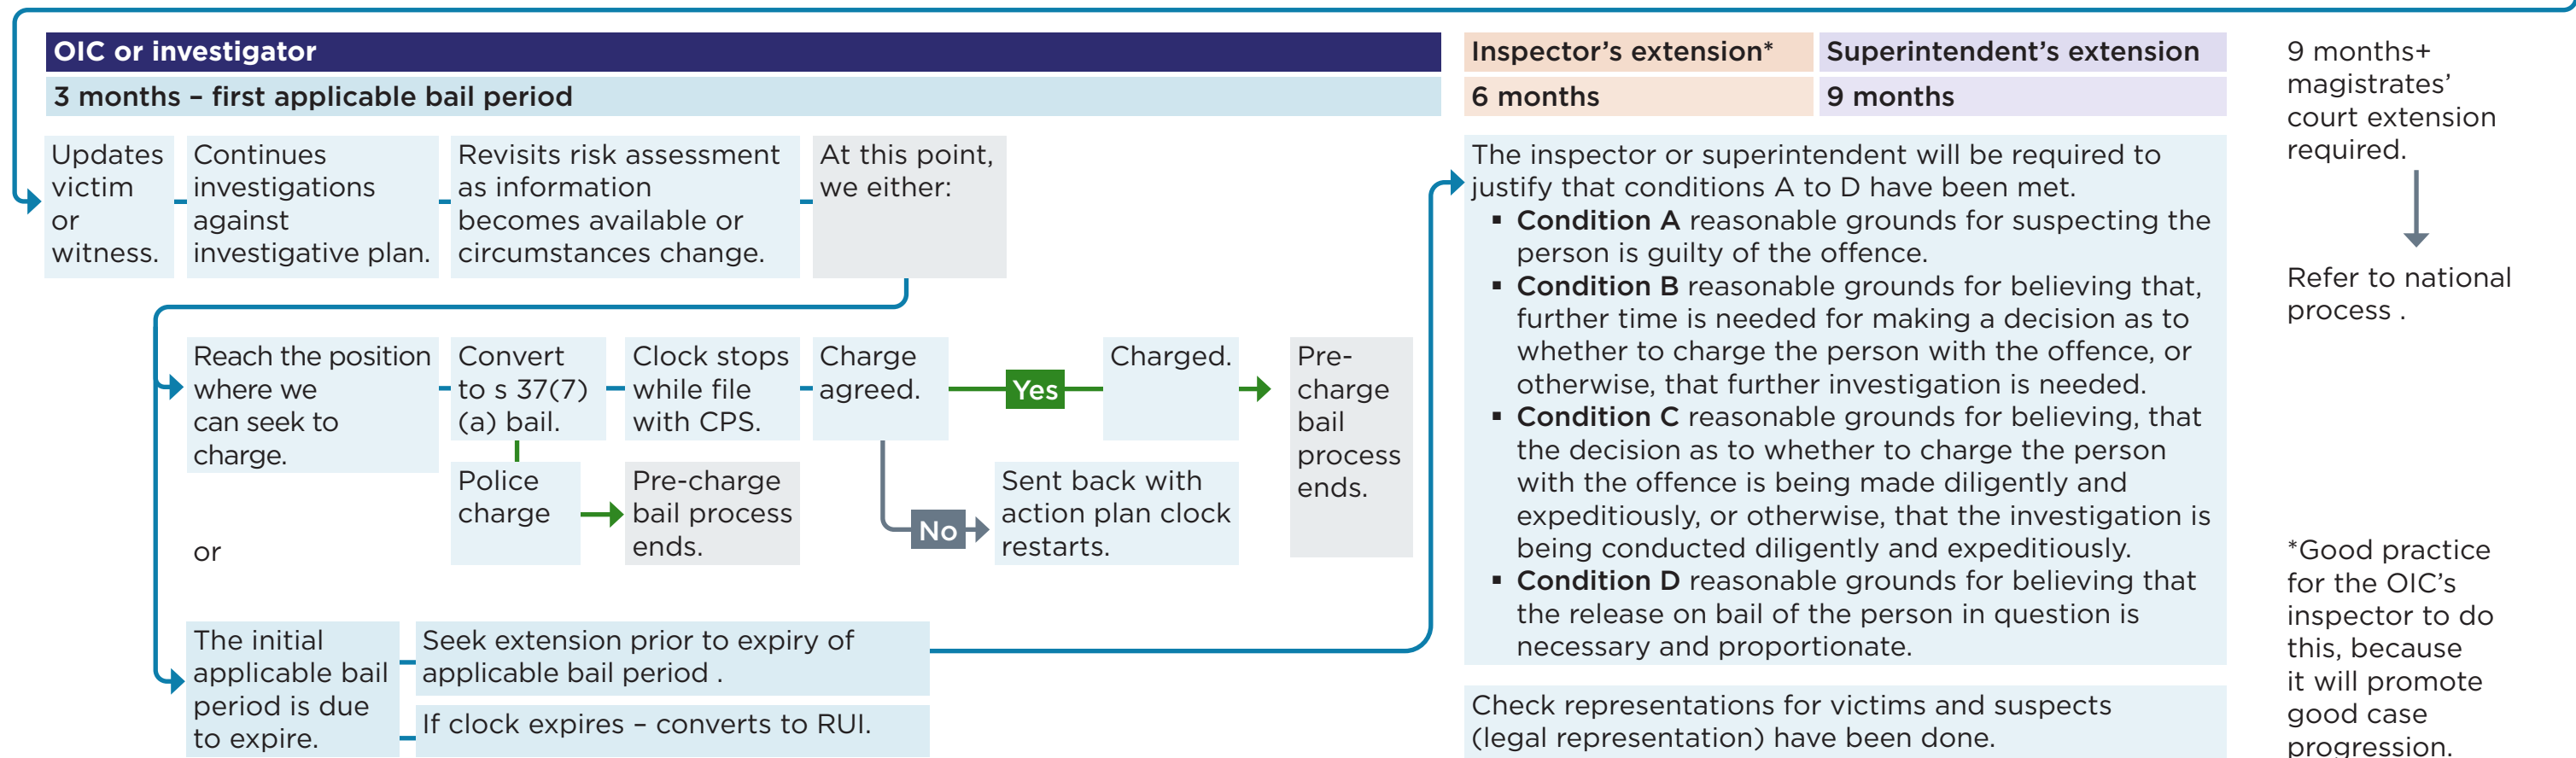 OIC or investigator
3 months – first applicable bail period
Updates
victim
or
witness.
Continues
investigations
against
investigative plan.
Revisits risk assessment
as information
becomes available or
circumstances change.
At this point,
we either:
Reach the position
where we
can seek to
charge.
Convert
to s 37(7)
(a) bail.
Clock stops
while file
with CPS.
Charge
agreed.
Yes
Charged.
Pre-
charge
bail
process
ends.
Police
charge
Pre-charge
bail process
ends.
No
Sent back with
action plan clock
restarts.
or
The initial
applicable bail
period is due
to expire.
Seek extension prior to expiry of
applicable bail period .
If clock expires – converts to RUI.
Inspector’s extension*
Superintendent’s extension
6 months
9 months
The inspector or superintendent will be required to
justify that conditions A to D have been met.
▪ Condition A reasonable grounds for suspecting the
person is guilty of the offence.
▪ Condition B reasonable grounds for believing that,
further time is needed for making a decision as to
whether to charge the person with the offence, or
otherwise, that further investigation is needed.
▪ Condition C reasonable grounds for believing, that
the decision as to whether to charge the person
with the offence is being made diligently and
expeditiously, or otherwise, that the investigation is
being conducted diligently and expeditiously.
▪ Condition D reasonable grounds for believing that
the release on bail of the person in question is
necessary and proportionate.
Check representations for victims and suspects
(legal representation) have been done.
9 months+
magistrates’
court extension
required.
Refer to national
process .
*Good practice
for the OIC’s
inspector to do
this, because
it will promote
good case
progression.